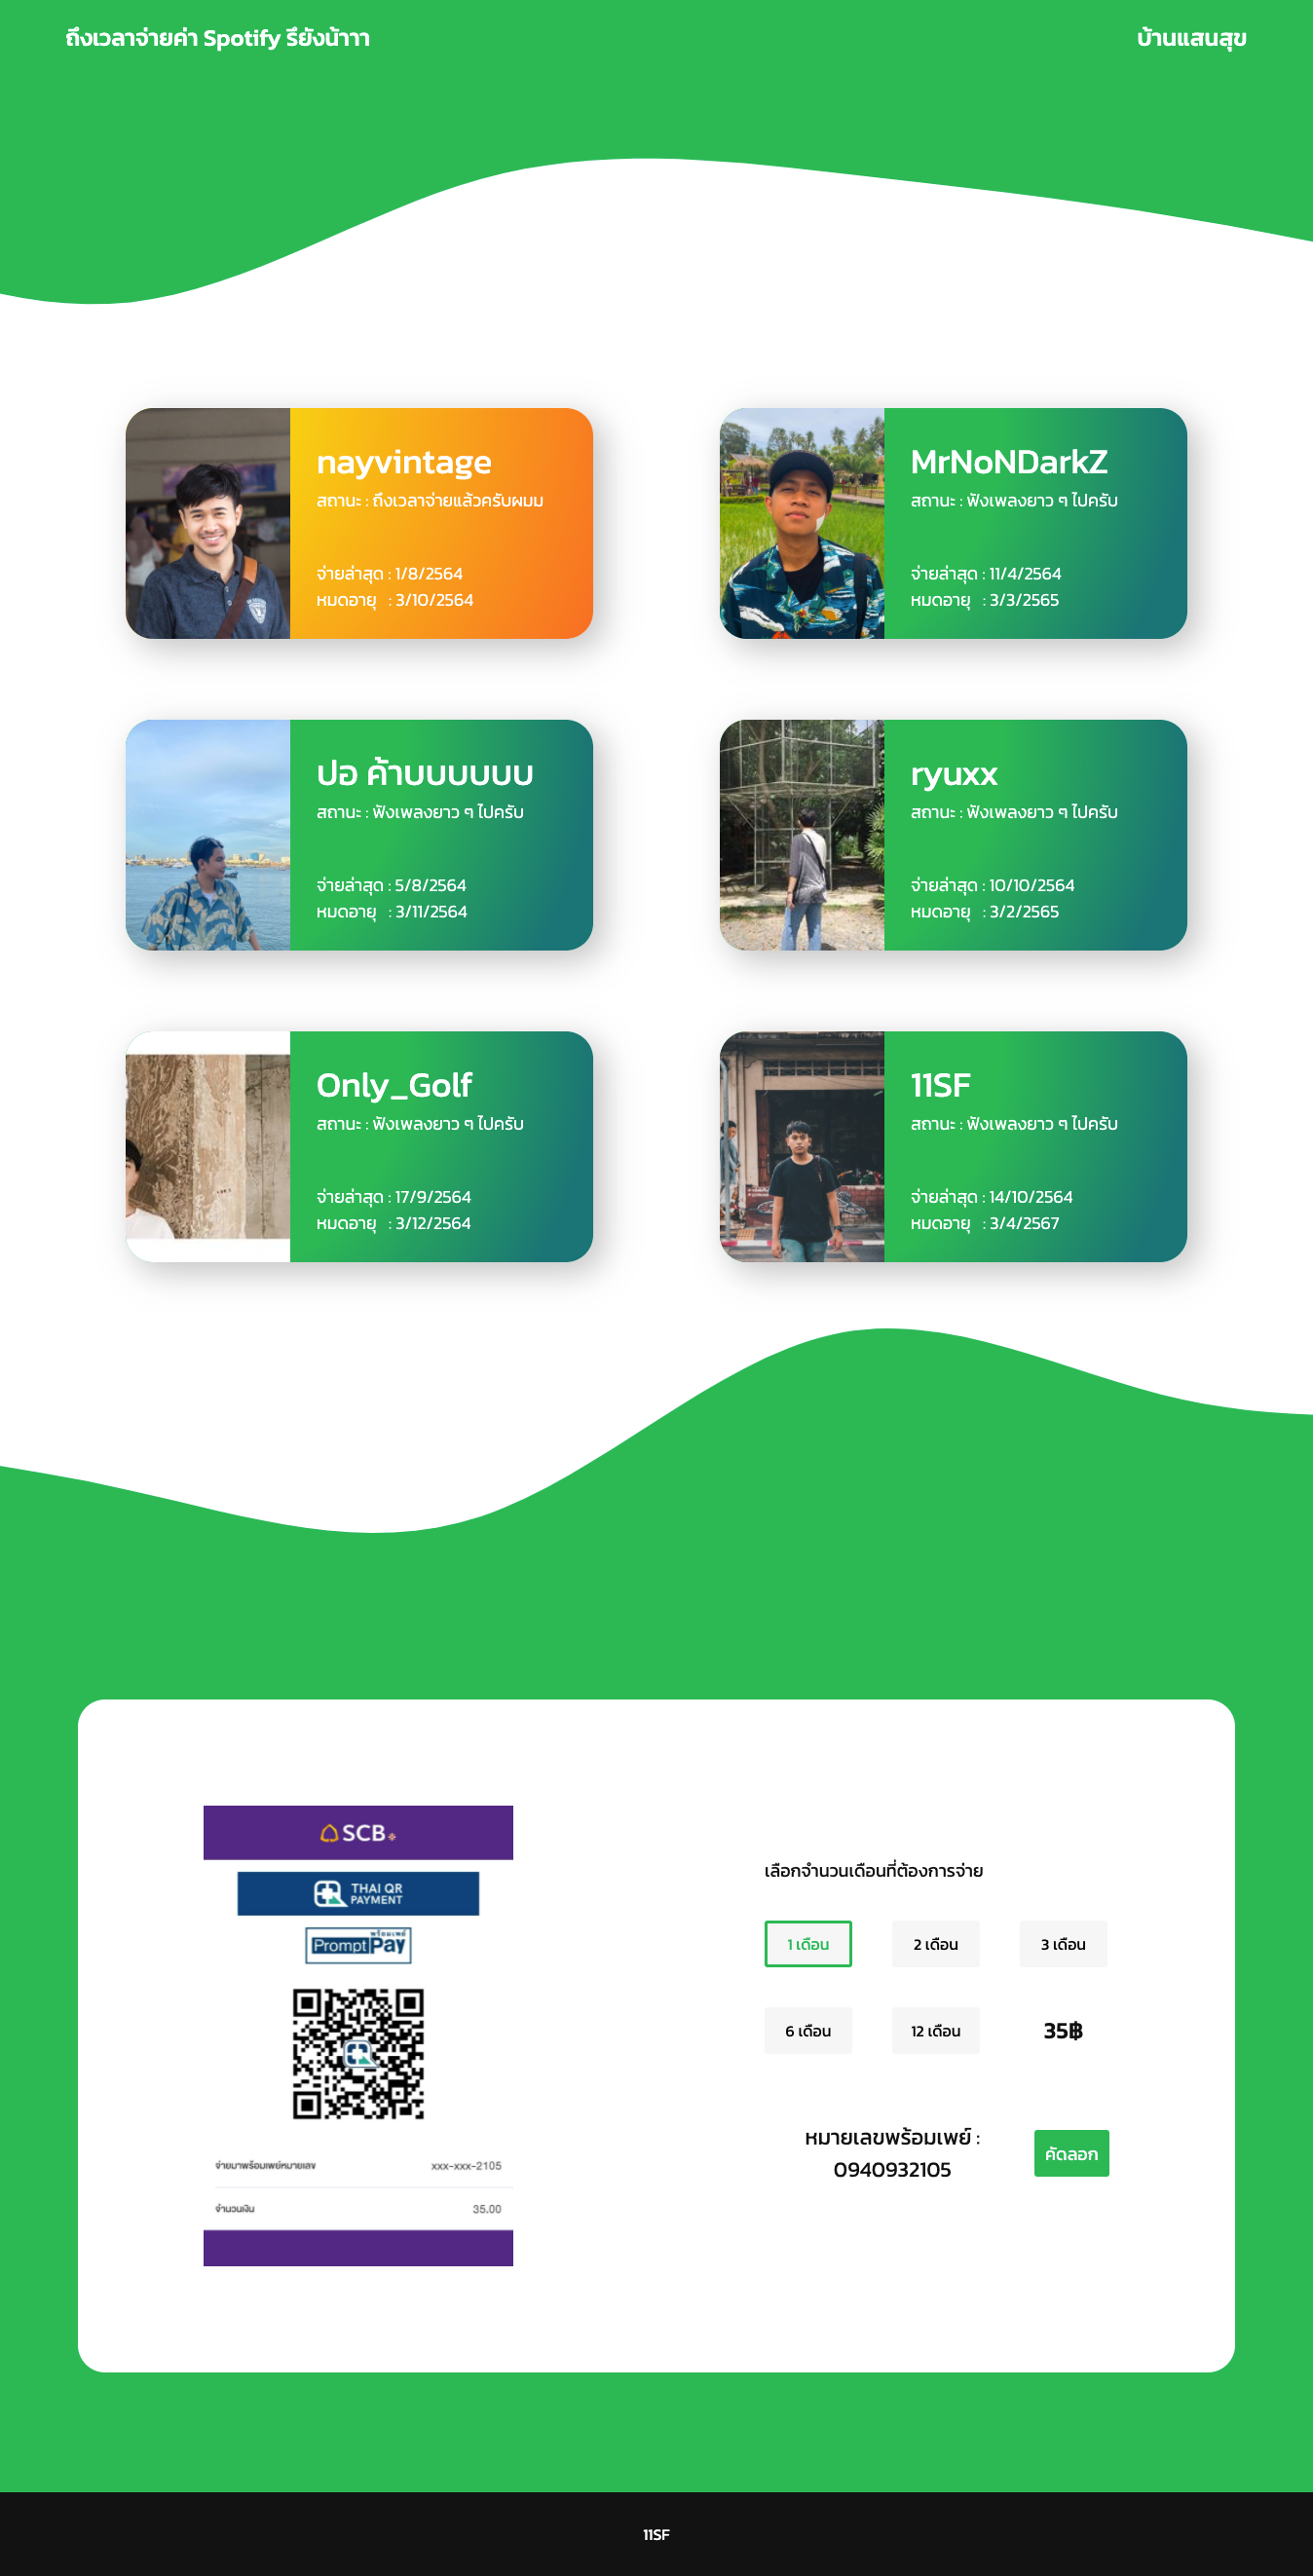 ถึงเวลาจ่ายค่า Spotify รึยังน้าาา
บ้านแสนสุข
nayvintage
สถานะ : ถึงเวลาจ่ายแล้วครับผมม
จ่ายล่าสุด : 1/8/2564
หมดอายุ : 3/10/2564
MrNoNDarkZ
สถานะ : ฟังเพลงยาว ๆ ไปครับ
จ่ายล่าสุด : 11/4/2564
หมดอายุ : 3/3/2565
ปอ ค้าบบบบบบ
สถานะ : ฟังเพลงยาว ๆ ไปครับ
จ่ายล่าสุด : 5/8/2564
หมดอายุ : 3/11/2564
ryuxx
สถานะ : ฟังเพลงยาว ๆ ไปครับ
จ่ายล่าสุด : 10/10/2564
หมดอายุ : 3/2/2565
Only_Golf
สถานะ : ฟังเพลงยาว ๆ ไปครับ
จ่ายล่าสุด : 17/9/2564
หมดอายุ : 3/12/2564
11SF
สถานะ : ฟังเพลงยาว ๆ ไปครับ
จ่ายล่าสุด : 14/10/2564
หมดอายุ : 3/4/2567
SCB
THAI QR
PAYMENT
พร้อมเพย์
PromptPay
จ่ายมาพร้อมเพย์หมายเลข xxx-xxx-2105
จำนวนเงิน 35.00
เลือกจำนวนเดือนที่ต้องการจ่าย
1 เดือน
2 เดือน
3 เดือน
6 เดือน
12 เดือน
35฿
หมายเลขพร้อมเพย์ :
0940932105
คัดลอก
11SF